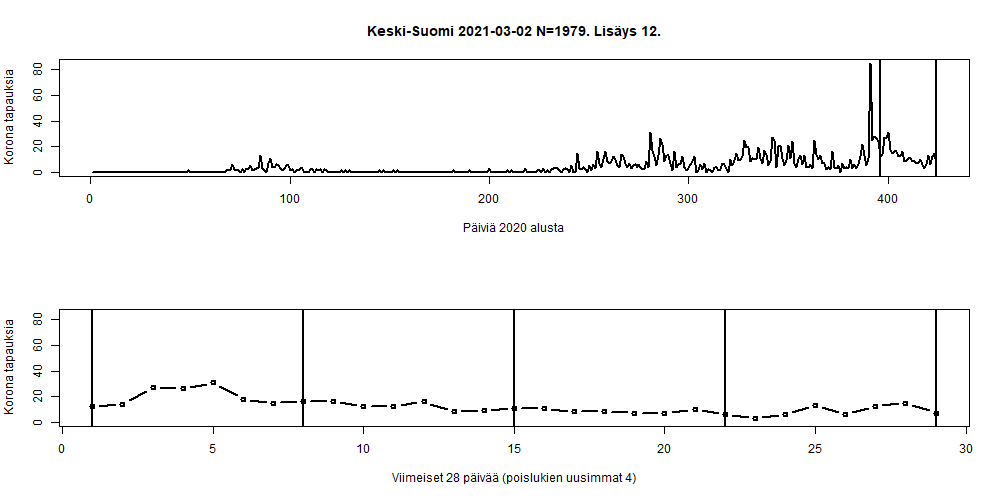 Keski-Suomi 2021-03-02 N=1979. Lisäys 12.
Korona tapauksia
80
60
40
20
0
0 100 200 300 400
Päiviä 2020 alusta
Korona tapauksia
80
60
40
20
0
0 5 10 15 20 25 30
Viimeiset 28 päivää (poislukien uusimmat 4)